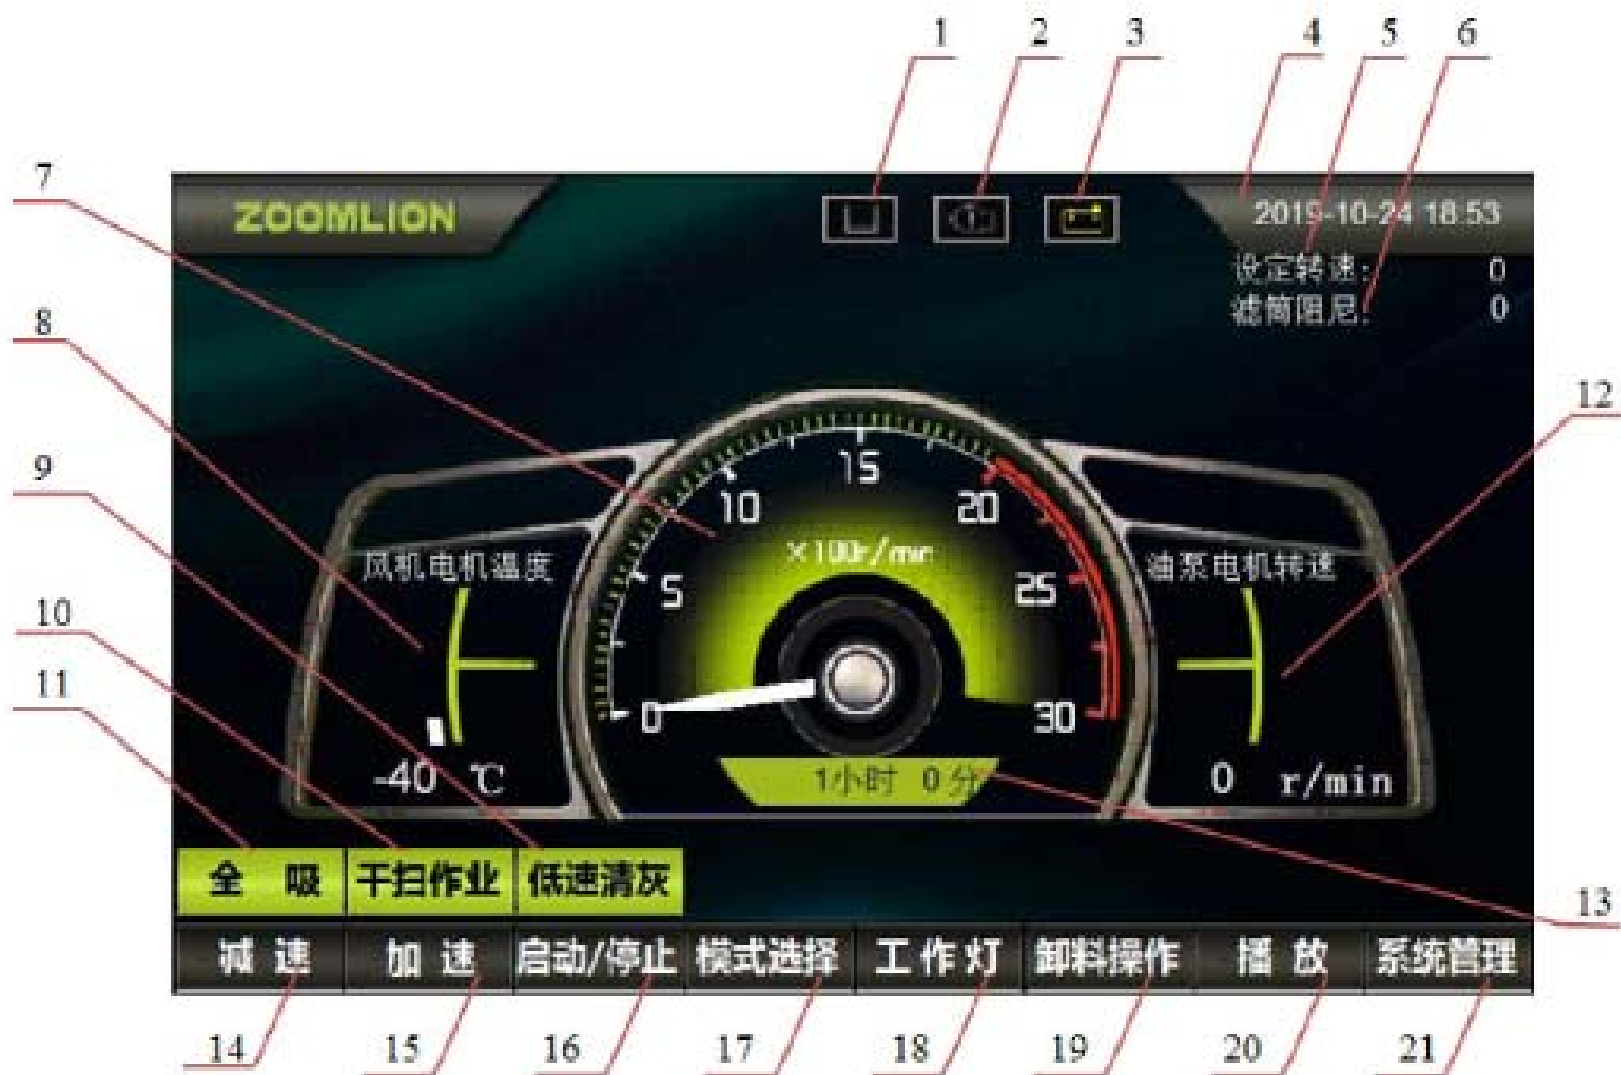 1
2
3
4
5
6
7
ZOOMLION
2019-10-24 18:53
设定转速: 0
滤筒阻尼: 0
8
12
9
15
10
20
×100r/min
风机电机温度
油泵电机转速
5
25
10
11
0
30
-40 ℃
1小时 0分
0 r/min
全 吸
干扫作业
低速清灰
13
减 速
加 速
启动/停止
模式选择
工作灯
卸料操作
播 放
系统管理
14
15
16
17
18
19
20
21